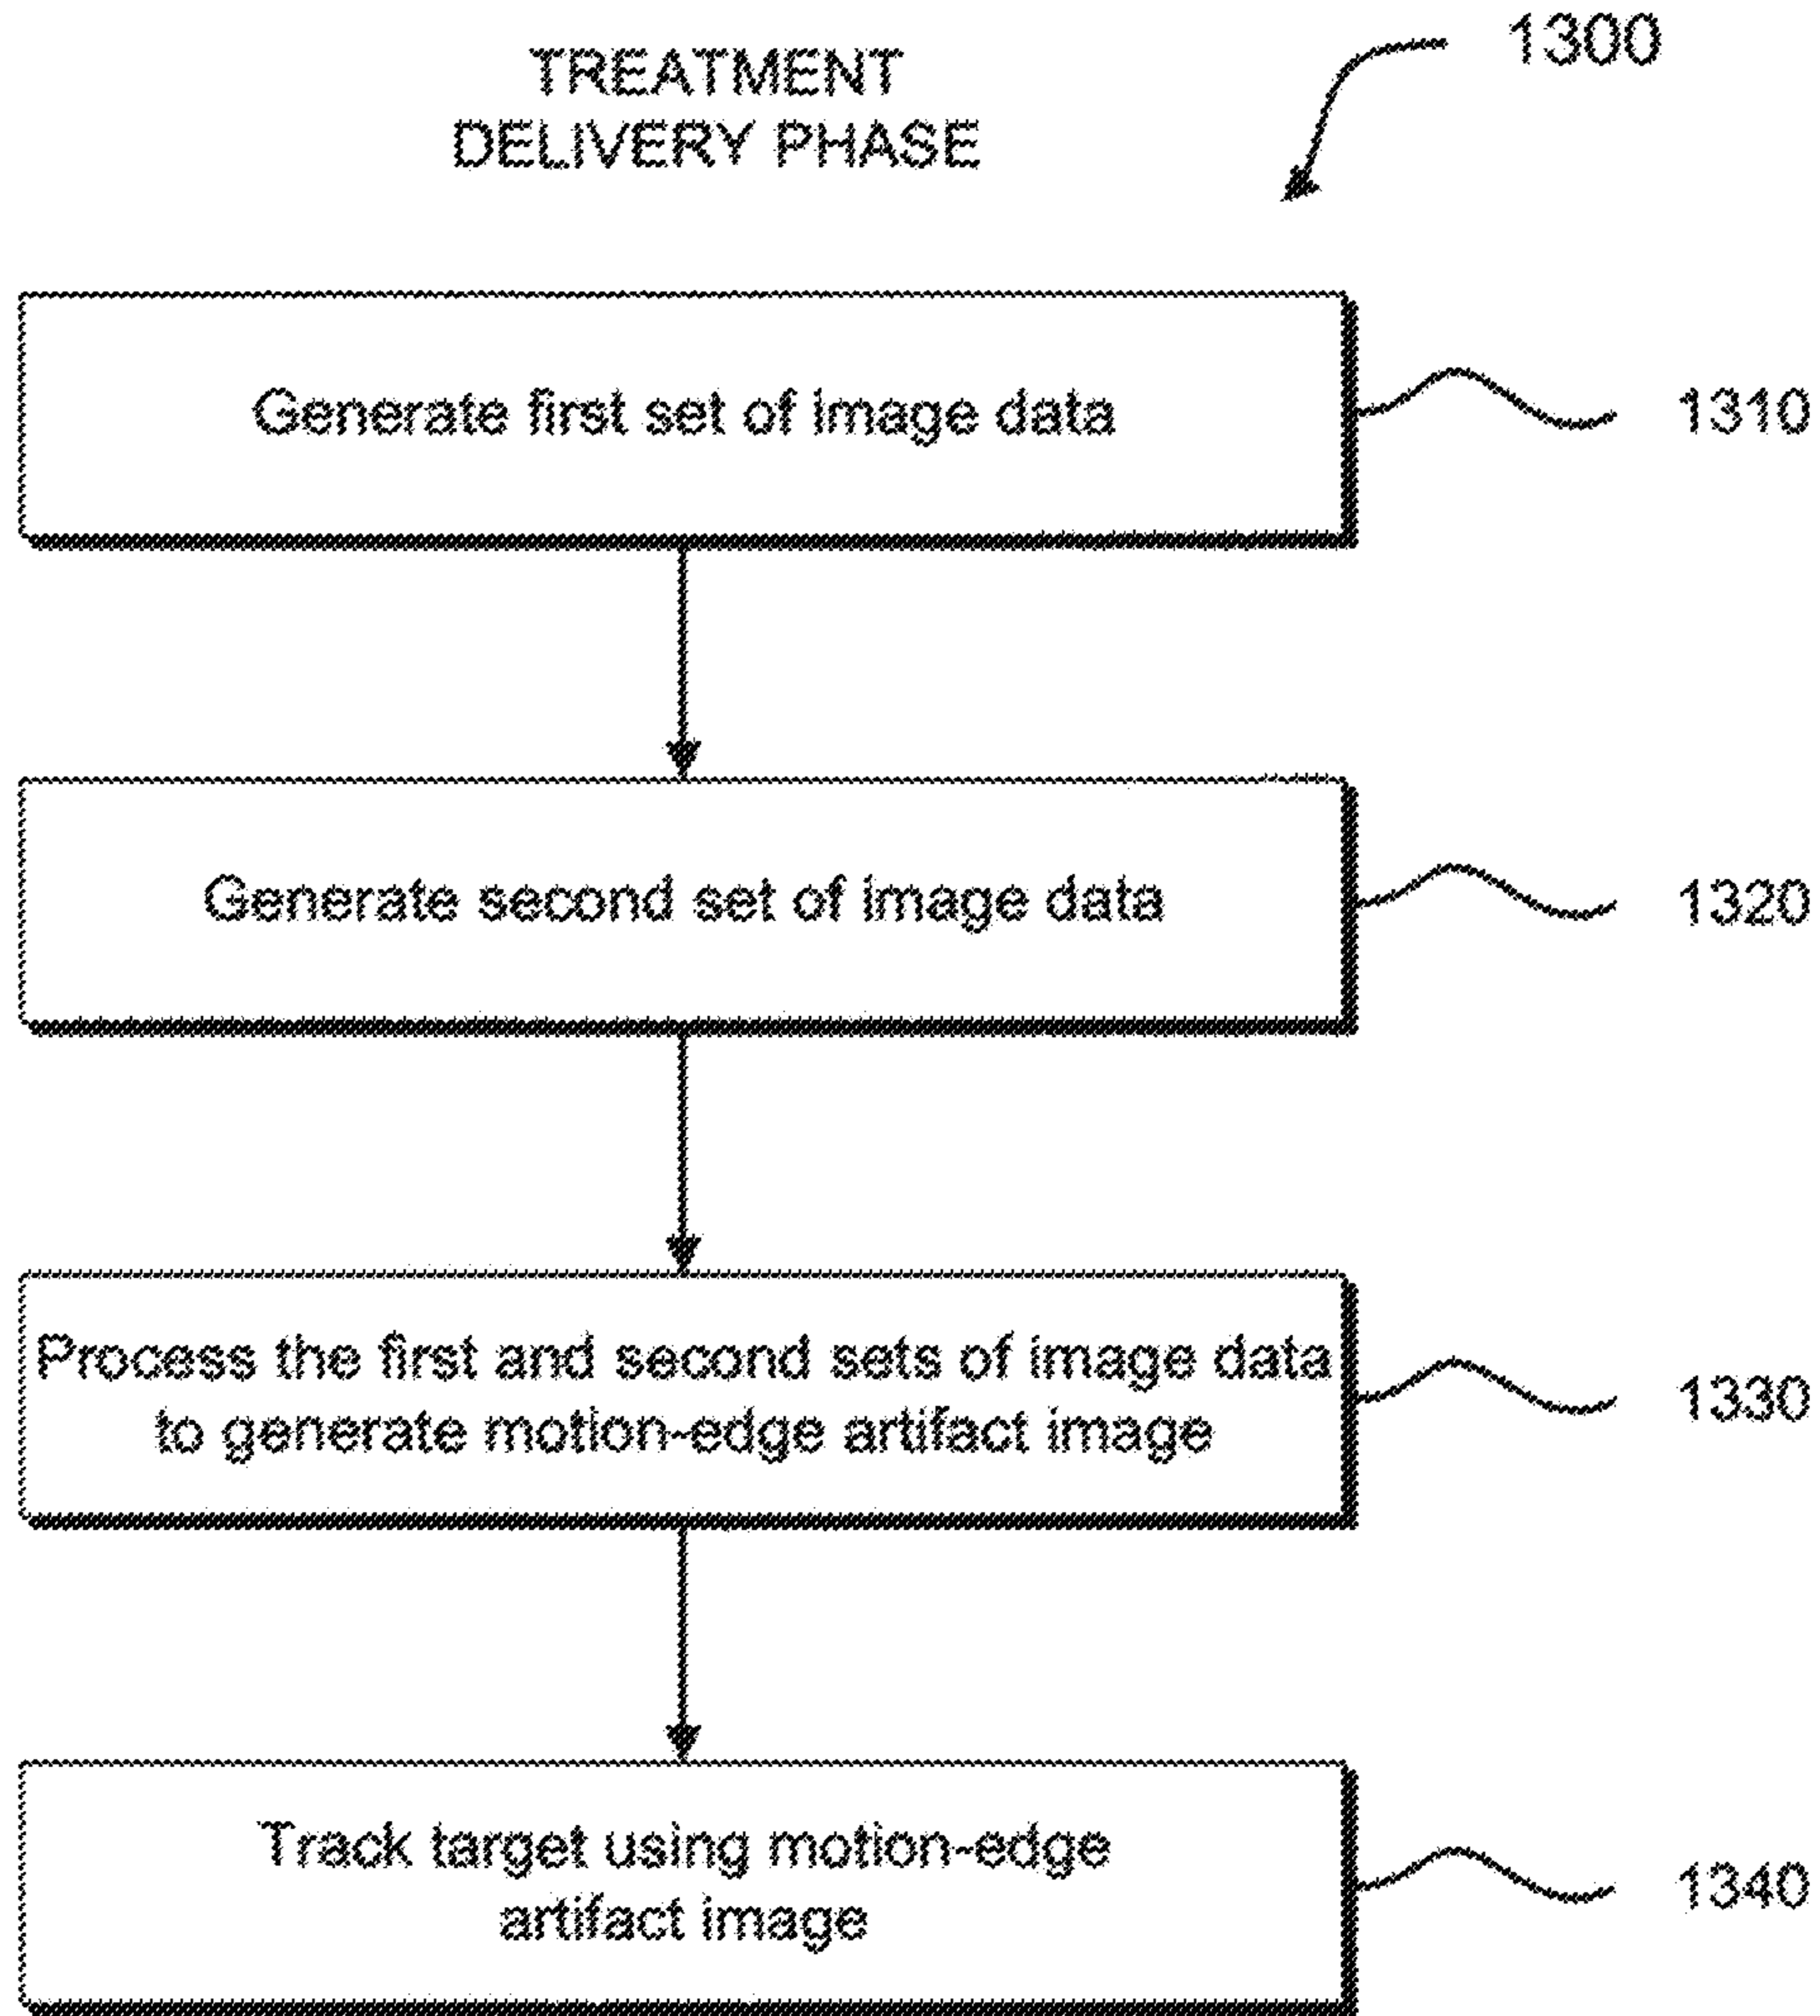 1300
TREATMENT
DELIVERY PHASE
Generate first set of image data
1310
Generate second set of image data
1320
Process the first and second sets of image data
to generate motion-edge artifact image
1330
Track target using motion-edge
artifact image
1340